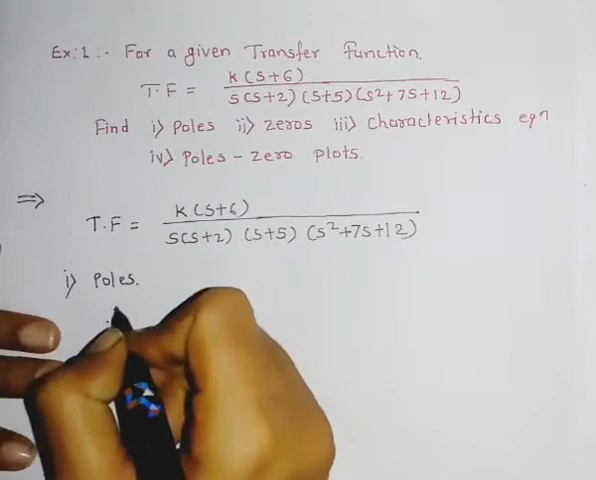 Ex:1:- For a given Transfer Function.
T.F = K(S+6) / S(S+2) (S+5) (S²+7S+12)
Find i) Poles ii) Zeros iii) Characteristics eqn
iv) Poles - Zero plots.
⇒ T.F = K(S+6) / S(S+2) (S+5) (S²+7S+12)
i) Poles.